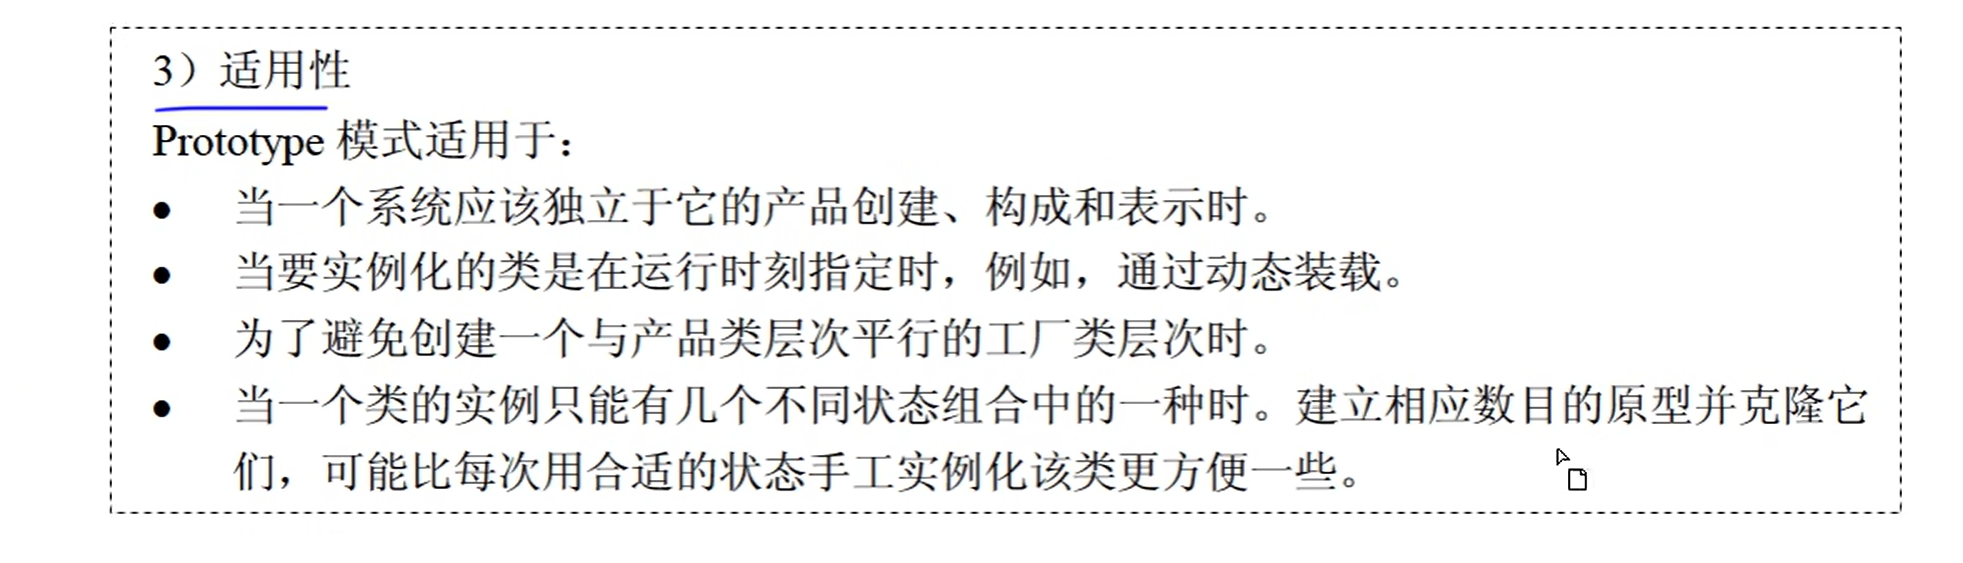 3）适用性
Prototype 模式适用于：
● 当一个系统应该独立于它的产品创建、构成和表示时。
● 当要实例化的类是在运行时刻指定时，例如，通过动态装载。
● 为了避免创建一个与产品类层次平行的工厂类层次时。
● 当一个类的实例只能有几个不同状态组合中的一种时。建立相应数目的原型并克隆它
们，可能比每次用合适的状态手工实例化该类更方便一些。